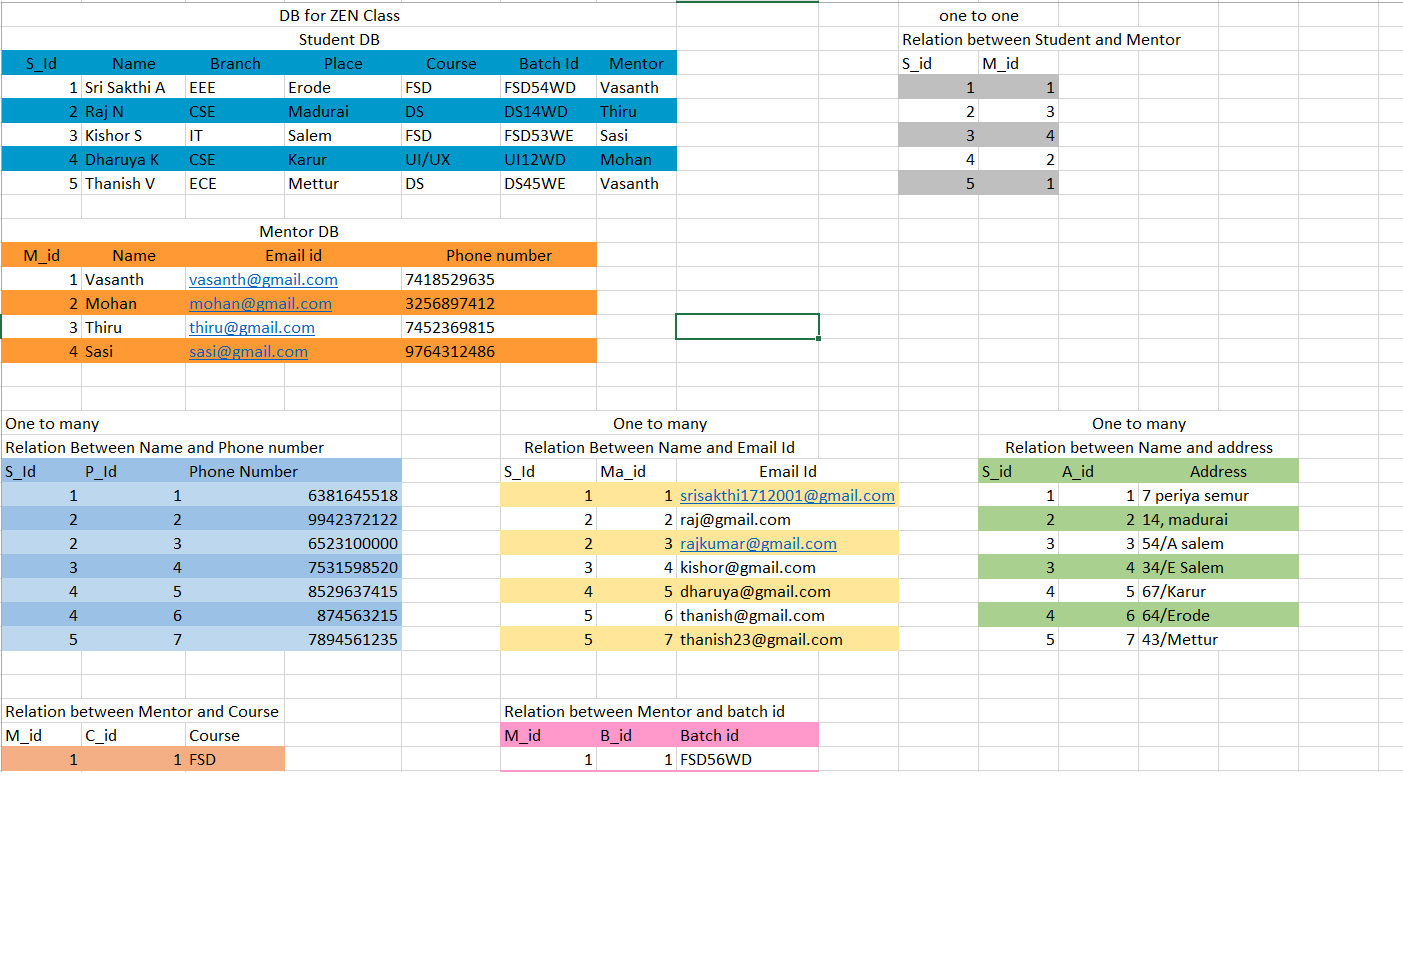 DB for ZEN Class
one to one
Student DB
Relation between Student and Mentor
S_Id Name Branch Place Course Batch Id Mentor
S_id M_id
1 Sri Sakthi A EEE Erode FSD FSD54WD Vasanth
1 1
2 Raj N CSE Madurai DS DS14WD Thiru
2 3
3 Kishor S IT Salem FSD FSD53WE Sasi
3 4
4 Dharuya K CSE Karur UI/UX UI12WD Mohan
4 2
5 Thanish V ECE Mettur DS DS45WE Vasanth
5 1
Mentor DB
M_id Name Email id Phone number
1 Vasanth vasanth@gmail.com 7418529635
2 Mohan mohan@gmail.com 3256897412
3 Thiru thiru@gmail.com 7452369815
4 Sasi sasi@gmail.com 9764312486
One to many
Relation Between Name and Phone number
S_Id P_Id Phone Number
1 1 6381645518
2 2 9942372122
2 3 6523100000
3 4 7531598520
4 5 8529637415
4 6 874563215
5 7 7894561235
One to many
Relation Between Name and Email Id
S_Id Ma_id Email Id
1 1 srisakthi1712001@gmail.com
2 2 raj@gmail.com
2 3 rajkumar@gmail.com
3 4 kishor@gmail.com
4 5 dharuya@gmail.com
5 6 thanish@gmail.com
5 7 thanish23@gmail.com
One to many
Relation between Name and address
S_id A_id Address
1 1 7 periya semur
2 2 14, madurai
3 3 54/A salem
3 4 34/E Salem
4 5 67/Karur
4 6 64/Erode
5 7 43/Mettur
Relation between Mentor and Course
M_id C_id Course
1 1 FSD
Relation between Mentor and batch id
M_id B_id Batch id
1 1 FSD56WD